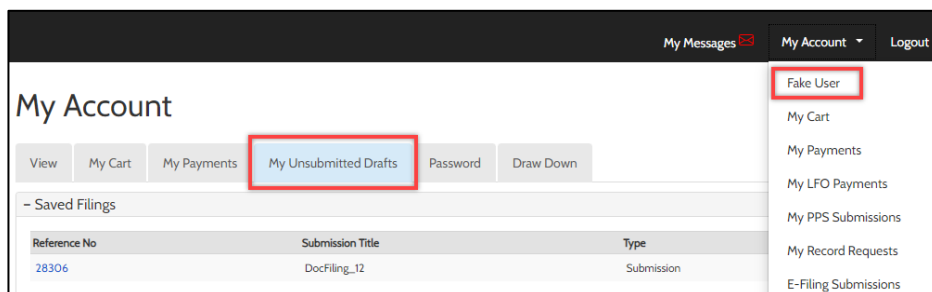 My Messages My Account Logout
Fake User
My Cart
My Payments
My LFO Payments
My PPS Submissions
My Record Requests
E-Filing Submissions
My Account
View My Cart My Payments My Unsubmitted Drafts Password Draw Down
– Saved Filings
Reference No Submission Title Type
28306 DocFiling_12 Submission